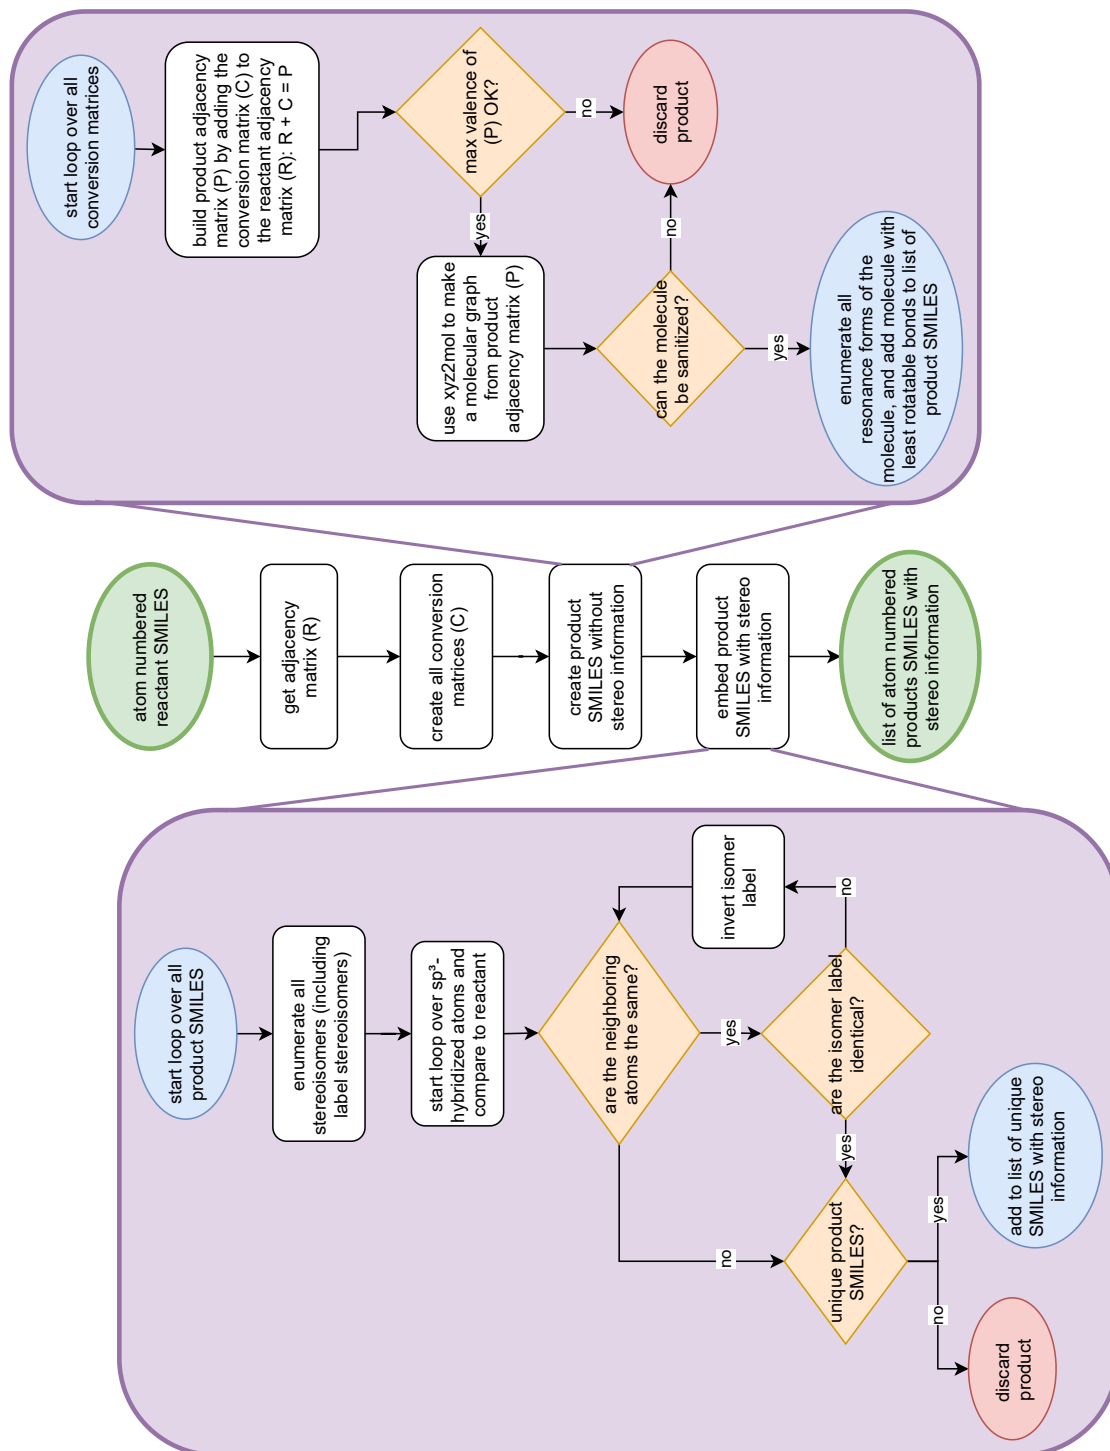 start loop over all
product SMILES
enumerate all
stereoisomers (including
label stereoisomers)
start loop over sp³-
hybridized atoms and
compare to reactant
are the neighboring
atoms the same?
invert isomer
label
yes
no
are the isomer label
identical?
no
yes
unique product
SMILES?
yes
no
add to list of unique
SMILES with stereo
information
discard
product
atom numbered
reactant SMILES
get adjacency
matrix (R)
create all conversion
matrices (C)
create product
SMILES without
stereo information
embed product
SMILES with stereo
information
list of atom numbered
products SMILES with
stereo information
start loop over all
conversion matrices
build product adjacency
matrix (P) by adding the
conversion matrix (C) to
the reactant adjacency
matrix (R): R + C = P
max valence of
(P) OK?
no
yes
discard
product
use xyz2mol to make
a molecular graph
from product
adjacency matrix (P)
can the molecule
be sanitized?
no
yes
enumerate all
resonance forms of the
molecule, and add molecule with
least rotatable bonds to list of
product SMILES